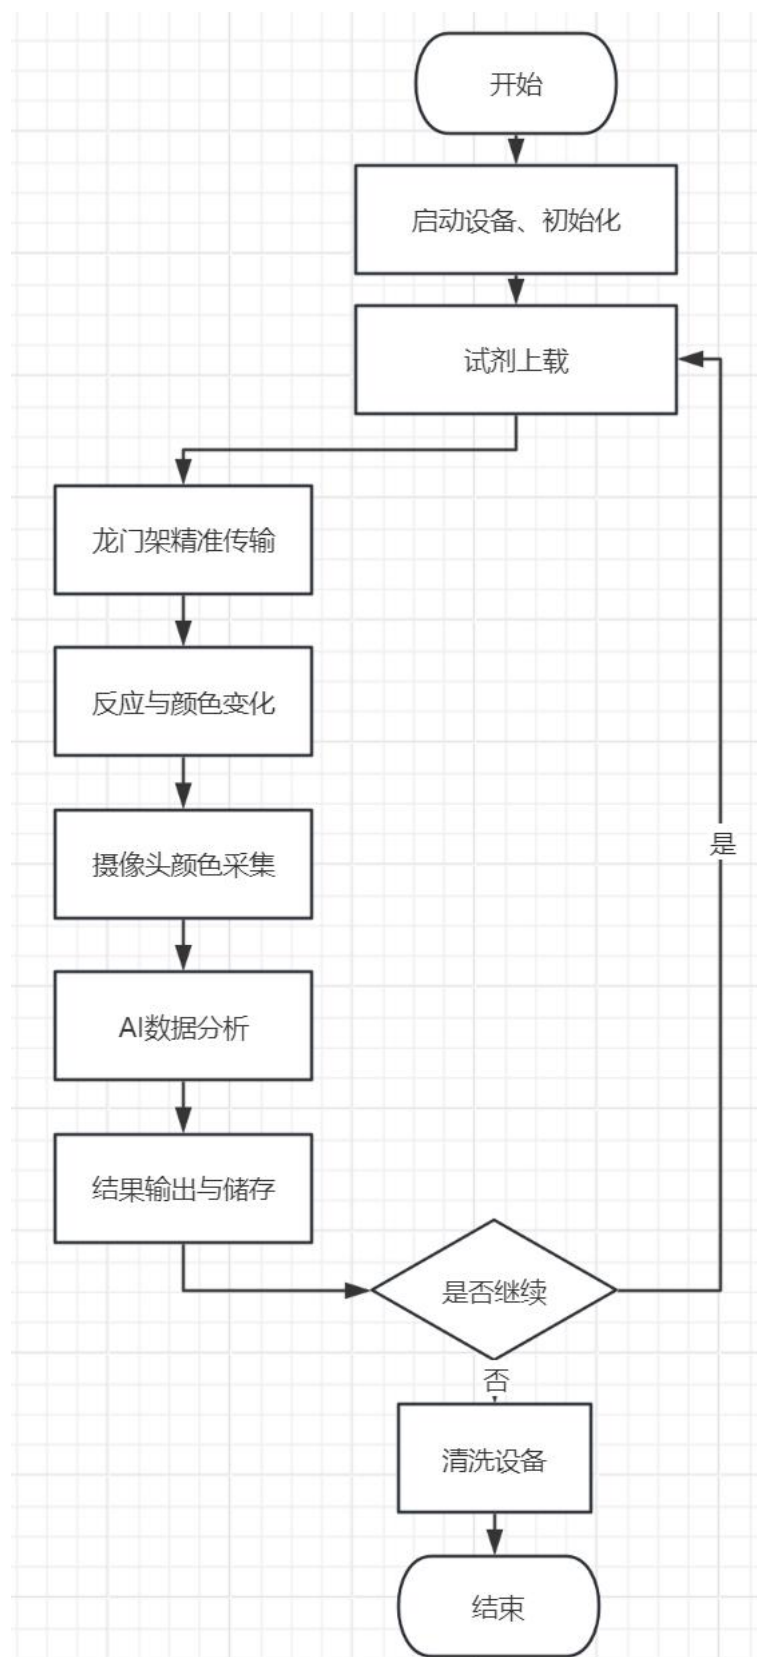 开始
启动设备、初始化
试剂上载
龙门架精准传输
反应与颜色变化
摄像头颜色采集
AI数据分析
结果输出与储存
是否继续
是
否
清洗设备
结束